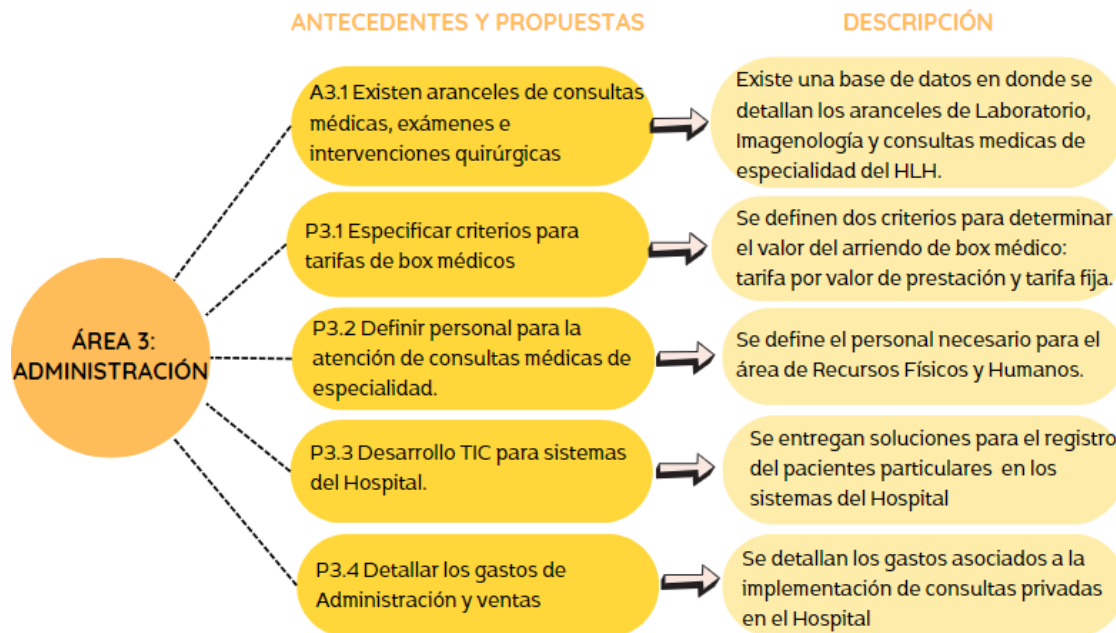 ANTECEDENTES Y PROPUESTAS
DESCRIPCIÓN
ÁREA 3:
ADMINISTRACIÓN
A3.1 Existen aranceles de consultas
médicas, exámenes e
intervenciones quirúrgicas
Existe una base de datos en donde se
detallan los aranceles de Laboratorio,
Imagenología y consultas medicas de
especialidad del HLH.
P3.1 Especificar criterios para
tarifas de box médicos
Se definen dos criterios para determinar
el valor del arriendo de box médico:
tarifa por valor de prestación y tarifa fija.
P3.2 Definir personal para la
atención de consultas médicas de
especialidad.
Se define el personal necesario para el
área de Recursos Físicos y Humanos.
P3.3 Desarrollo TIC para sistemas
del Hospital.
Se entregan soluciones para el registro
del pacientes particulares en los
sistemas del Hospital
P3.4 Detallar los gastos de
Administración y ventas
Se detallan los gastos asociados a la
implementación de consultas privadas
en el Hospital